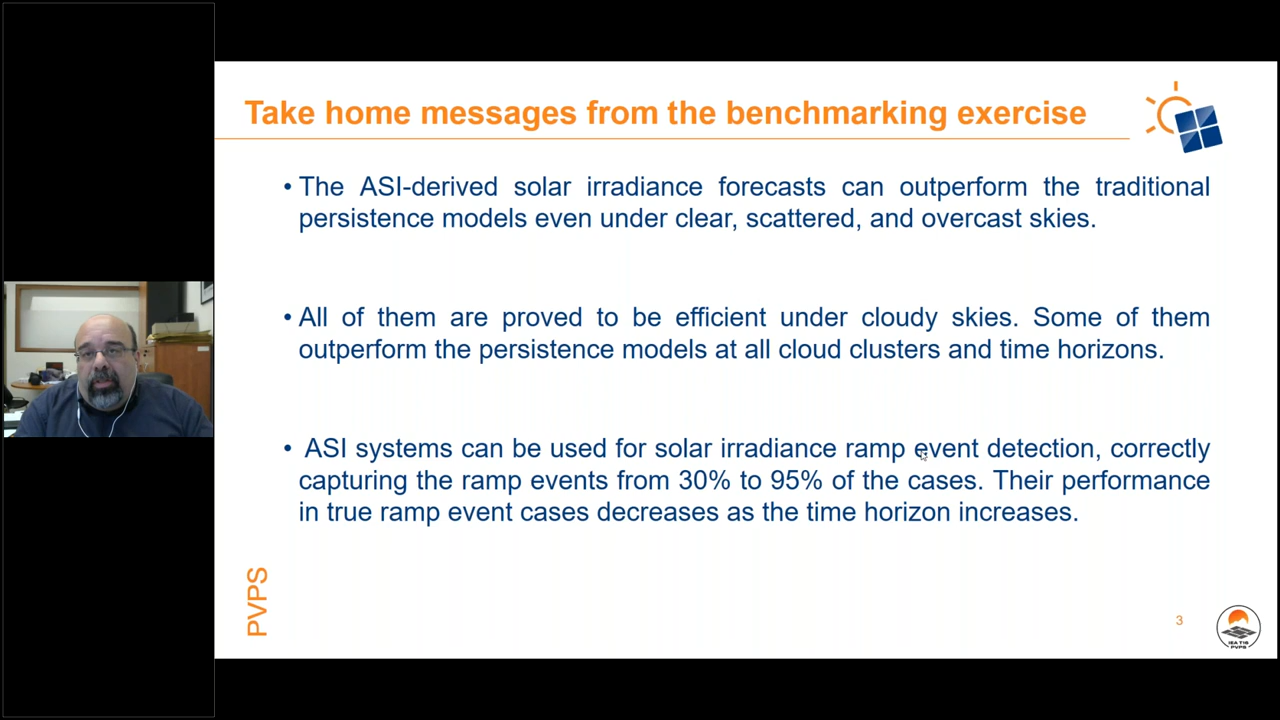 Take home messages from the benchmarking exercise
• The ASI-derived solar irradiance forecasts can outperform the traditional
persistence models even under clear, scattered, and overcast skies.
• All of them are proved to be efficient under cloudy skies. Some of them
outperform the persistence models at all cloud clusters and time horizons.
• ASI systems can be used for solar irradiance ramp event detection, correctly
capturing the ramp events from 30% to 95% of the cases. Their performance
in true ramp event cases decreases as the time horizon increases.
PVPS
3
IEA T16
PVPS